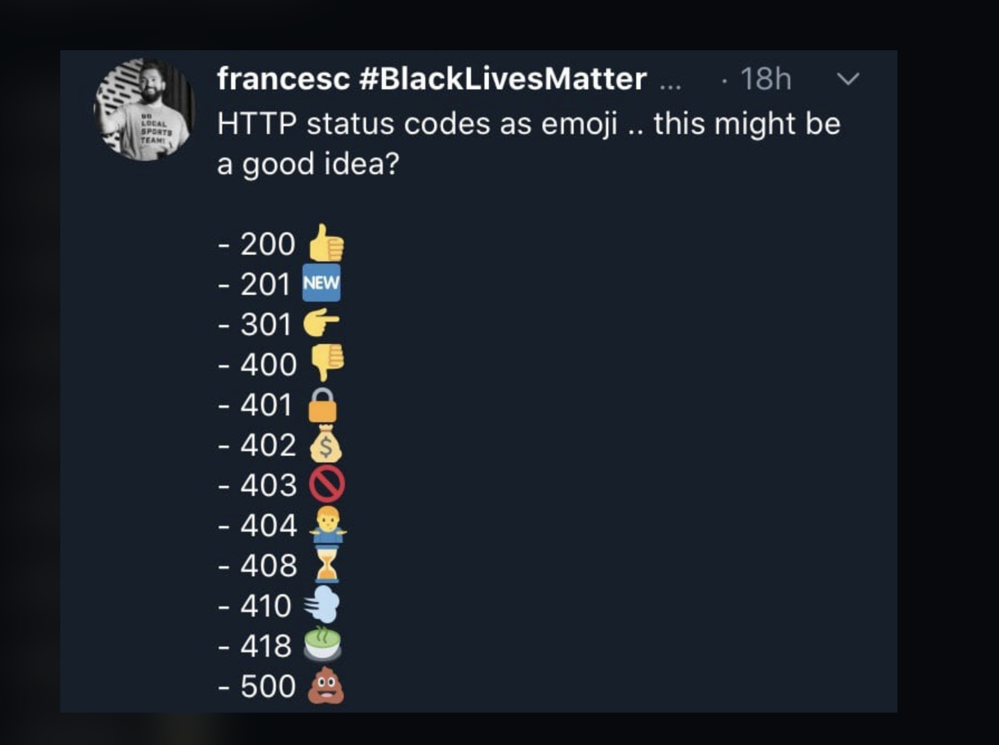 francesc #BlackLivesMatter ... · 18h
HTTP status codes as emoji .. this might be
a good idea?
- 200 👍
- 201 🆕
- 301 👉
- 400 👎
- 401 🔒
- 402 💰
- 403 🚫
- 404 🤷‍♂️
- 408 ⏳
- 410 💨
- 418 🍵
- 500 💩
GO
LOCAL
SPORTS
TEAM!